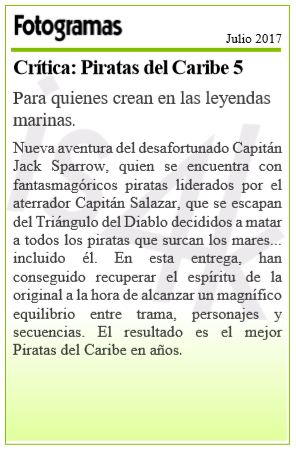 Fotogramas
Julio 2017
Crítica: Piratas del Caribe 5
Para quienes crean en las leyendas
marinas.
Nueva aventura del desafortunado Capitán
Jack Sparrow, quien se encuentra con
fantasmagóricos piratas liderados por el
aterrador Capitán Salazar, que se escapan
del Triángulo del Diablo decididos a matar
a todos los piratas que surcan los mares...
incluido él. En esta entrega, han
conseguido recuperar el espíritu de la
original a la hora de alcanzar un magnífico
equilibrio entre trama, personajes y
secuencias. El resultado es el mejor
Piratas del Caribe en años.